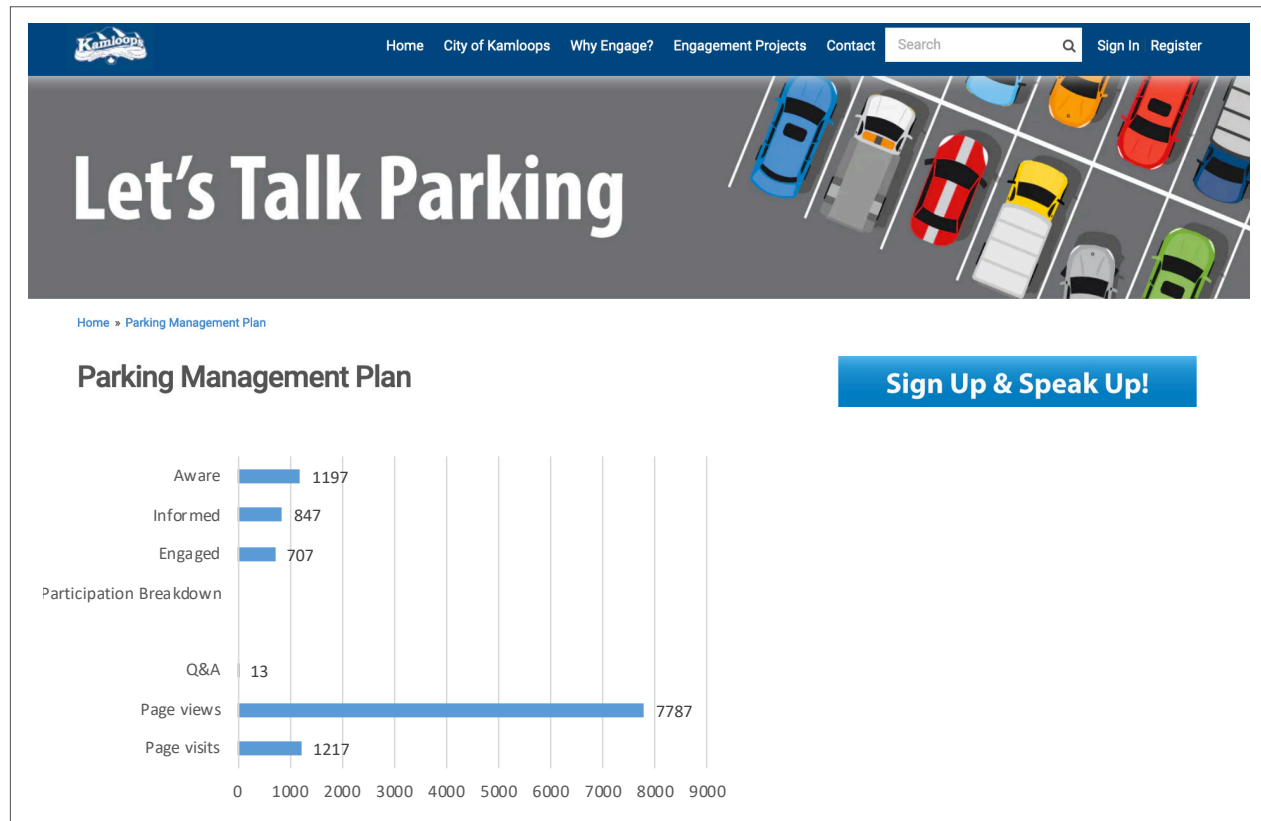 Kamloops
Home City of Kamloops Why Engage? Engagement Projects Contact Search Sign In Register
Let's Talk Parking
Home » Parking Management Plan
Parking Management Plan
Sign Up & Speak Up!
Aware 1197
Informed 847
Engaged 707
Participation Breakdown
Q&A 13
Page views 7787
Page visits 1217
0 1000 2000 3000 4000 5000 6000 7000 8000 9000